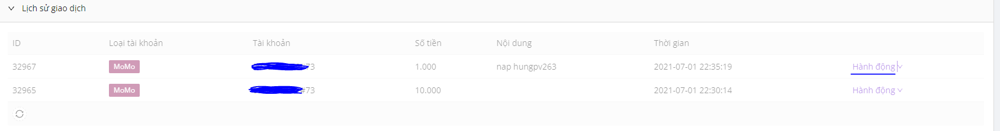 Lịch sử giao dịch
ID Loại tài khoản Tài khoản Số tiền Nội dung Thời gian
32967 MoMo 73 1.000 nap hungpv263 2021-07-01 22:35:19 Hành động
32965 MoMo 73 10.000 2021-07-01 22:30:14 Hành động